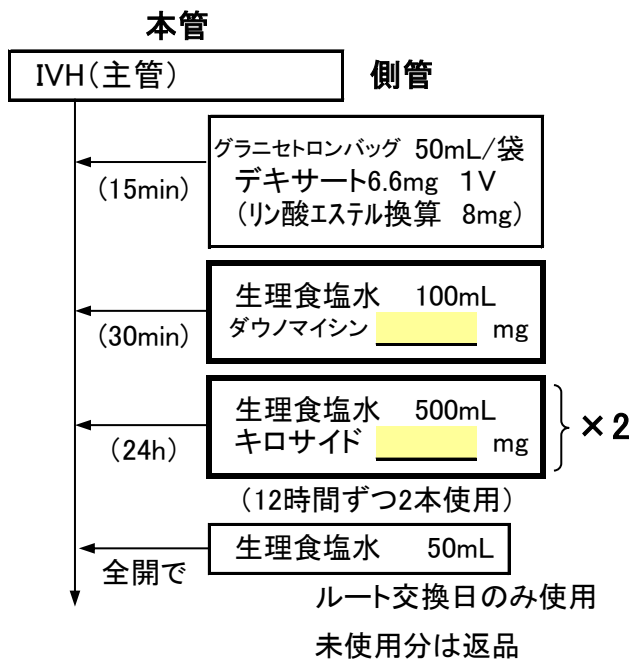 本管
IVH(主管)
側管
グラニセトロンバッグ 50mL/袋
デキサート6.6mg 1V
(リン酸エステル換算 8mg)
(15min)
生理食塩水 100mL
ダウノマイシン mg
(30min)
生理食塩水 500mL
キロサイド mg
×2
(24h)
(12時間ずつ2本使用)
生理食塩水 50mL
全開で
ルート交換日のみ使用
未使用分は返品